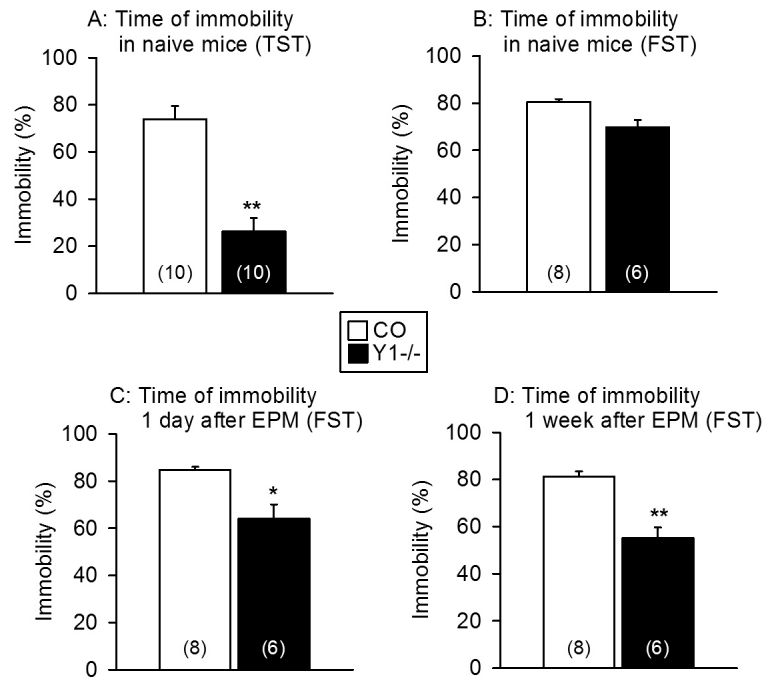 A: Time of immobility
in naive mice (TST)
Immobility (%)
100
80
60
40
20
0
**
(10)
(10)
B: Time of immobility
in naive mice (FST)
Immobility (%)
100
80
60
40
20
0
(8)
(6)
CO
Y1-/-
C: Time of immobility
1 day after EPM (FST)
Immobility (%)
100
80
60
40
20
0
*
(8)
(6)
D: Time of immobility
1 week after EPM (FST)
Immobility (%)
100
80
60
40
20
0
**
(8)
(6)